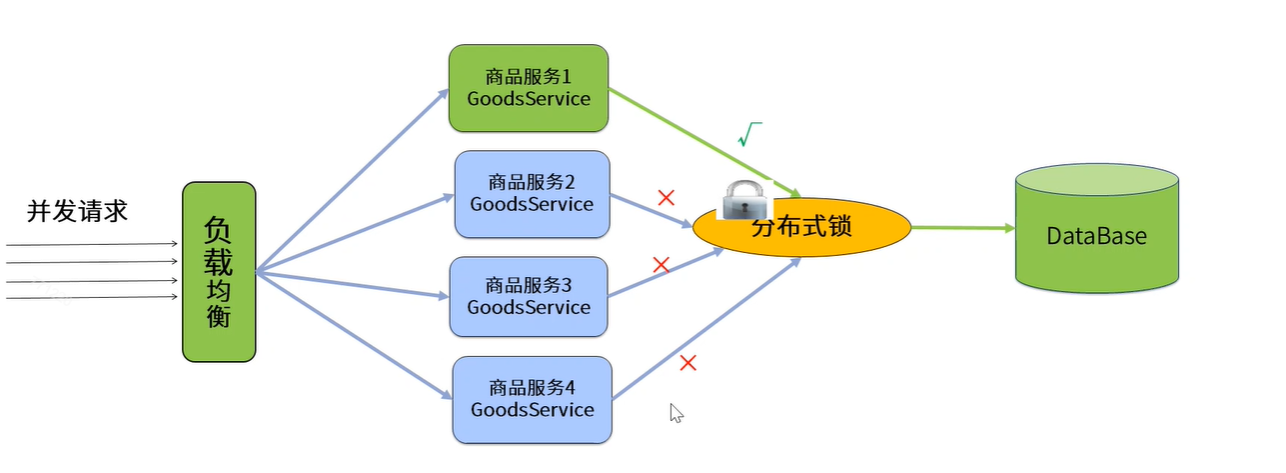 并发请求
负
载
均
衡
商品服务1
GoodsService
商品服务2
GoodsService
商品服务3
GoodsService
商品服务4
GoodsService
分布式锁
DataBase